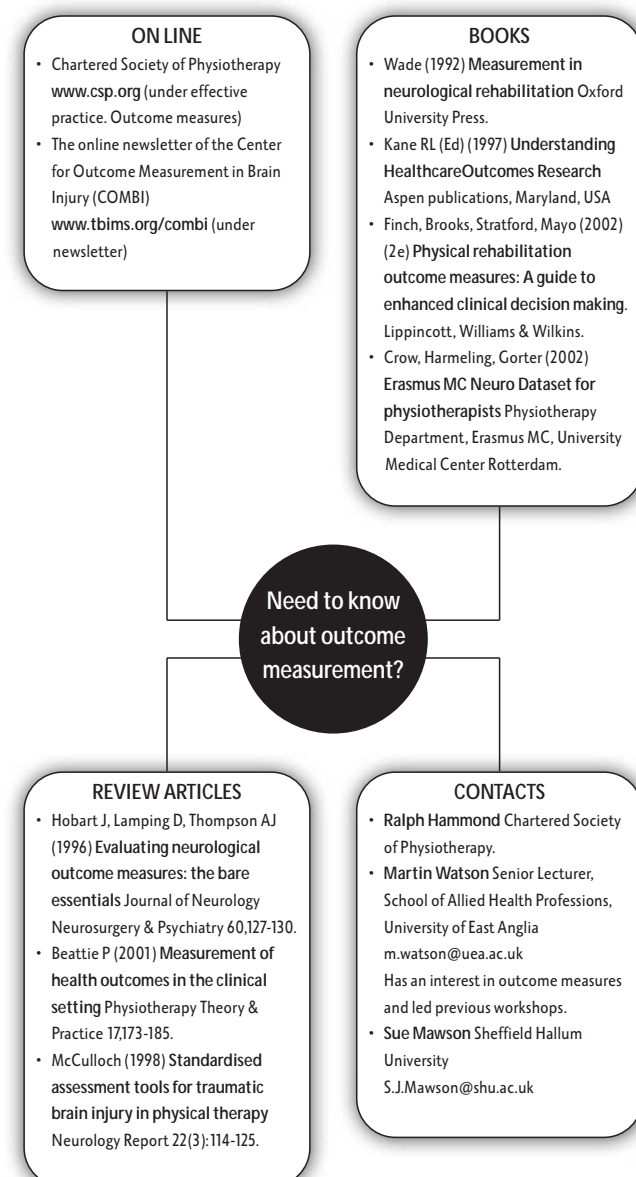 ON LINE
• Chartered Society of Physiotherapy
www.csp.org (under effective
practice. Outcome measures)
• The online newsletter of the Center
for Outcome Measurement in Brain
Injury (COMBI)
www.tbims.org/combi (under
newsletter)
BOOKS
• Wade (1992) Measurement in
neurological rehabilitation Oxford
University Press.
• Kane RL (Ed) (1997) Understanding
HealthcareOutcomes Research
Aspen publications, Maryland, USA
• Finch, Brooks, Stratford, Mayo (2002)
(2e) Physical rehabilitation
outcome measures: A guide to
enhanced clinical decision making.
Lippincott, Williams & Wilkins.
• Crow, Harmeling, Gorter (2002)
Erasmus MC Neuro Dataset for
physiotherapists Physiotherapy
Department, Erasmus MC, University
Medical Center Rotterdam.
Need to know
about outcome
measurement?
REVIEW ARTICLES
• Hobart J, Lamping D, Thompson AJ
(1996) Evaluating neurological
outcome measures: the bare
essentials Journal of Neurology
Neurosurgery & Psychiatry 60,127-130.
• Beattie P (2001) Measurement of
health outcomes in the clinical
setting Physiotherapy Theory &
Practice 17,173-185.
• McCulloch (1998) Standardised
assessment tools for traumatic
brain injury in physical therapy
Neurology Report 22(3):114-125.
CONTACTS
• Ralph Hammond Chartered Society
of Physiotherapy.
• Martin Watson Senior Lecturer,
School of Allied Health Professions,
University of East Anglia
m.watson@uea.ac.uk
Has an interest in outcome measures
and led previous workshops.
• Sue Mawson Sheffield Hallum
University
S.J.Mawson@shu.ac.uk